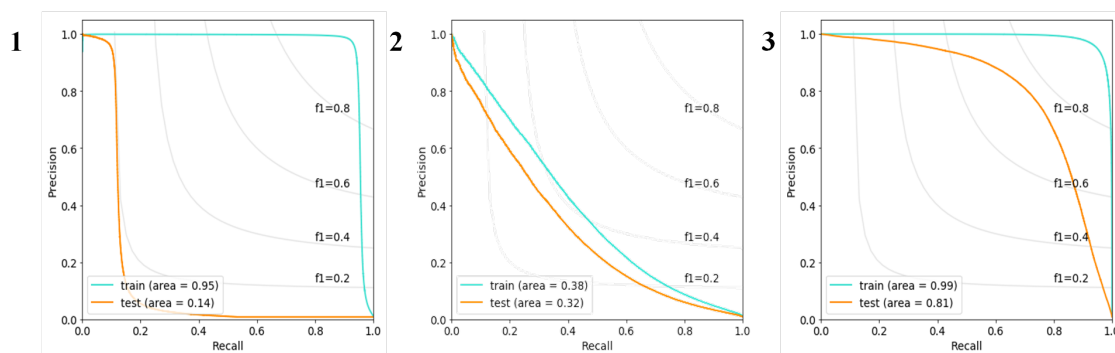 1
1.0
0.8
0.6
0.4
0.2
0.0
Precision
f1=0.8
f1=0.6
f1=0.4
f1=0.2
train (area = 0.95)
test (area = 0.14)
0.0 0.2 0.4 0.6 0.8 1.0
Recall
2
1.0
0.8
0.6
0.4
0.2
0.0
Precision
f1=0.8
f1=0.6
f1=0.4
f1=0.2
train (area = 0.38)
test (area = 0.32)
0.0 0.2 0.4 0.6 0.8 1.0
Recall
3
1.0
0.8
0.6
0.4
0.2
0.0
Precision
f1=0.8
f1=0.6
f1=0.4
f1=0.2
train (area = 0.99)
test (area = 0.81)
0.0 0.2 0.4 0.6 0.8 1.0
Recall